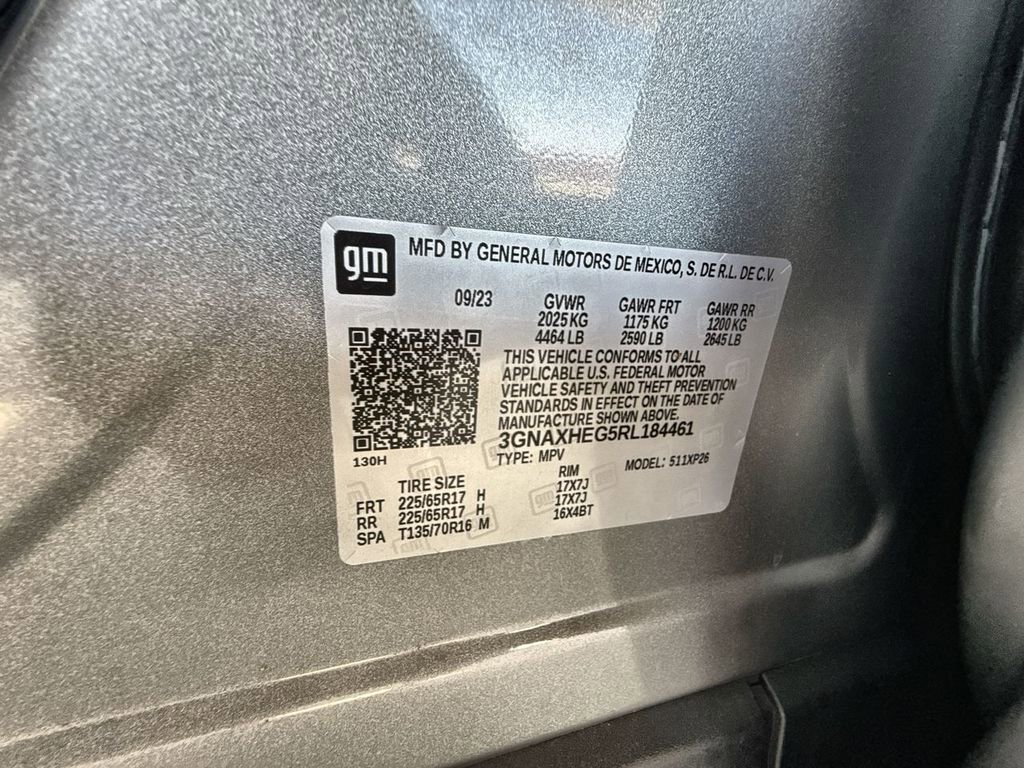 gm
MFD BY GENERAL MOTORS DE MEXICO, S. DE R.L. DE C.V.
09/23 GVWR GAWR FRT GAWR RR
2025 KG 1175 KG 1200 KG
4464 LB 2590 LB 2645 LB
THIS VEHICLE CONFORMS TO ALL
APPLICABLE U.S. FEDERAL MOTOR
VEHICLE SAFETY AND THEFT PREVENTION
STANDARDS IN EFFECT ON THE DATE OF
MANUFACTURE SHOWN ABOVE.
3GNAXHEG5RL184461
130H
TYPE: MPV MODEL: 511XP26
TIRE SIZE RIM
FRT 225/65R17 H 17X7J
RR 225/65R17 H 17X7J
SPA T135/70R16 M 16X4BT